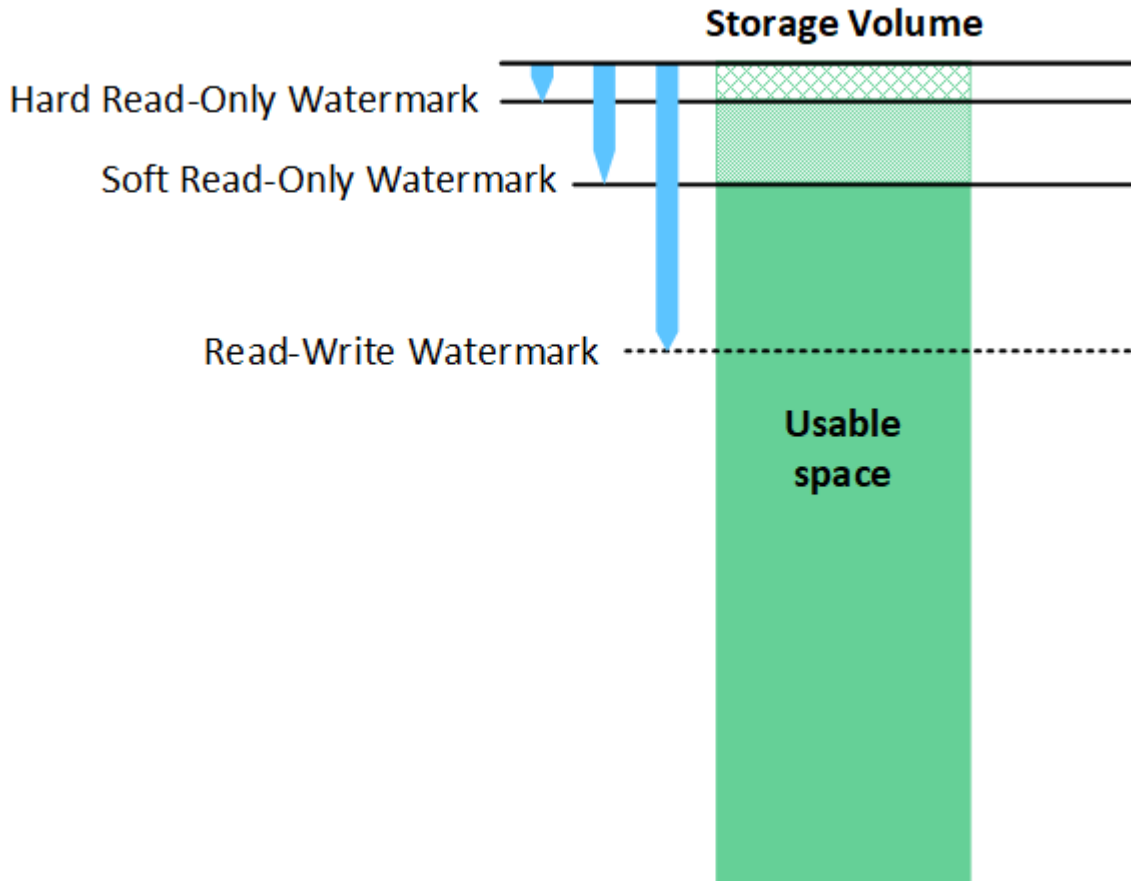 Storage Volume
Hard Read-Only Watermark
Soft Read-Only Watermark
Read-Write Watermark
Usable
space